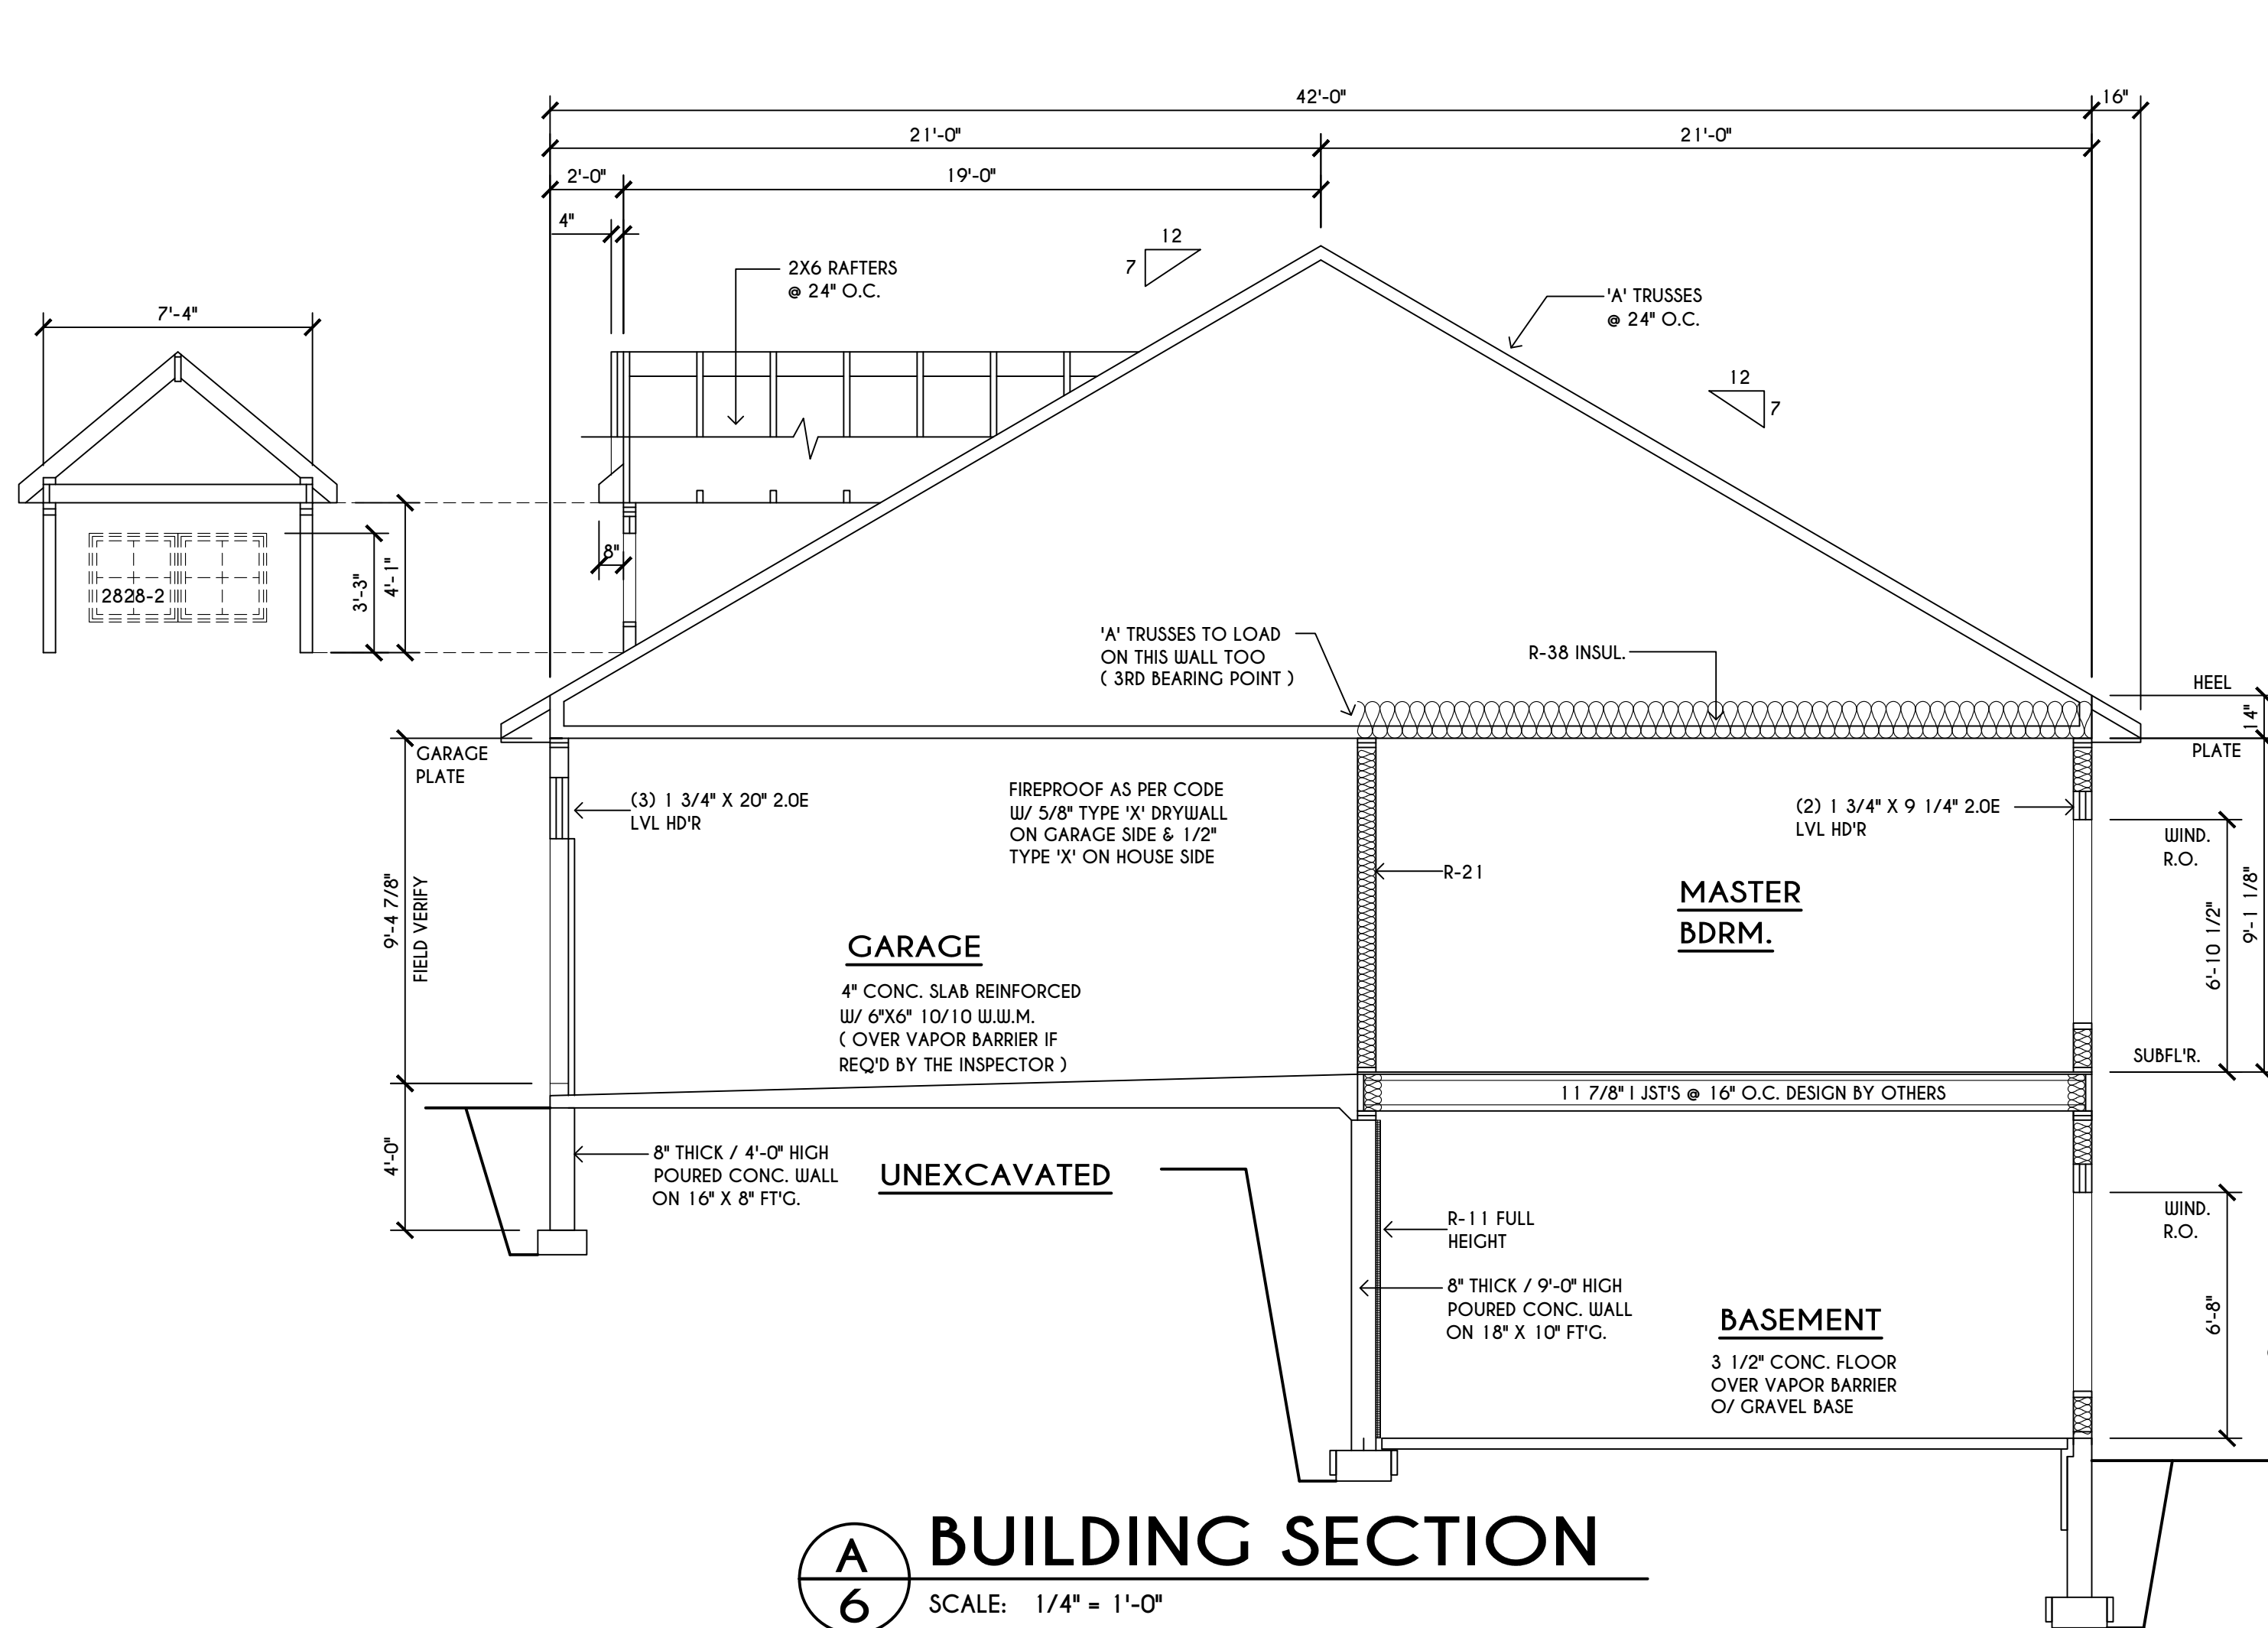 42'-0"
16"
21'-0"
21'-0"
2'-0"
19'-0"
4"
12
7
2X6 RAFTERS
@ 24" O.C.
'A' TRUSSES
@ 24" O.C.
7'-4"
12
7
8"
3'-3"
4'-1"
2828-2
'A' TRUSSES TO LOAD
ON THIS WALL TOO
( 3RD BEARING POINT )
R-38 INSUL.
HEEL
14"
PLATE
GARAGE
PLATE
(3) 1 3/4" X 20" 2.0E
LVL HD'R
FIREPROOF AS PER CODE
W/ 5/8" TYPE 'X' DRYWALL
ON GARAGE SIDE & 1/2"
TYPE 'X' ON HOUSE SIDE
(2) 1 3/4" X 9 1/4" 2.0E
LVL HD'R
WIND.
R.O.
R-21
MASTER
BDRM.
9'-4 7/8"
FIELD VERIFY
6'-10 1/2"
9'-1 1/8"
GARAGE
4" CONC. SLAB REINFORCED
W/ 6"X6" 10/10 W.W.M.
( OVER VAPOR BARRIER IF
REQ'D BY THE INSPECTOR )
SUBFL'R.
11 7/8" I JST'S @ 16" O.C. DESIGN BY OTHERS
4'-0"
8" THICK / 4'-0" HIGH
POURED CONC. WALL
ON 16" X 8" FT'G.
UNEXCAVATED
WIND.
R.O.
R-11 FULL
HEIGHT
8" THICK / 9'-0" HIGH
POURED CONC. WALL
ON 18" X 10" FT'G.
6'-8"
BASEMENT
3 1/2" CONC. FLOOR
OVER VAPOR BARRIER
O/ GRAVEL BASE
A
6
BUILDING SECTION
SCALE: 1/4" = 1'-0"